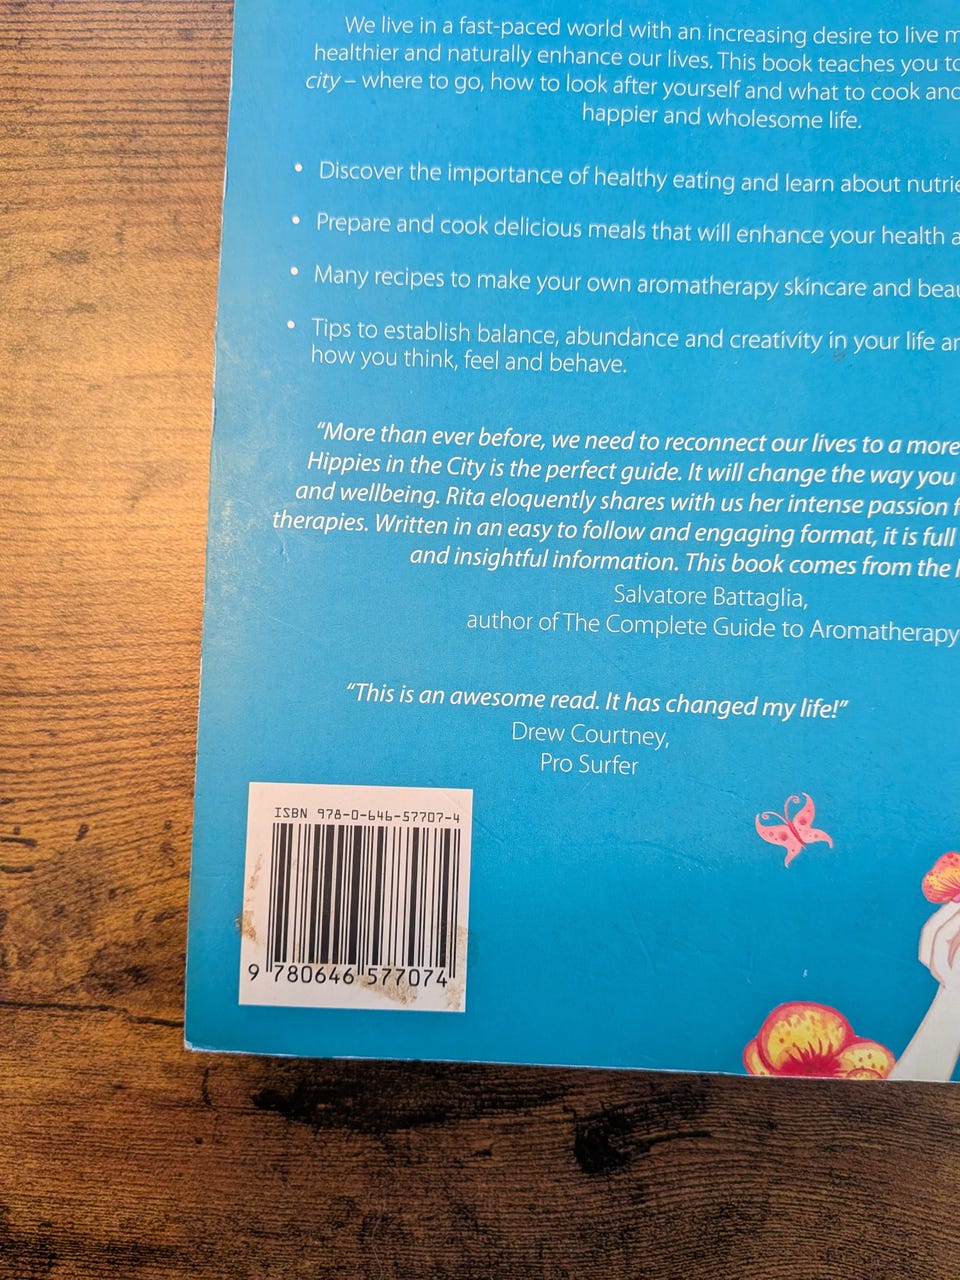 We live in a fast-paced world with an increasing desire to live
healthier and naturally enhance our lives. This book teaches you
city – where to go, how to look after yourself and what to cook
happier and wholesome life.
• Discover the importance of healthy eating and learn about
• Prepare and cook delicious meals that will enhance your health
• Many recipes to make your own aromatherapy skincare and
• Tips to establish balance, abundance and creativity in your life
how you think, feel and behave.
“More than ever before, we need to reconnect our lives to a more
Hippies in the City is the perfect guide. It will change the way you
and wellbeing. Rita eloquently shares with us her intense passion
therapies. Written in an easy to follow and engaging format, it is full
and insightful information. This book comes from the
Salvatore Battaglia,
author of The Complete Guide to Aromatherapy
“This is an awesome read. It has changed my life!”
Drew Courtney,
Pro Surfer
ISBN 978-0-646-57707-4
9 780646 577074